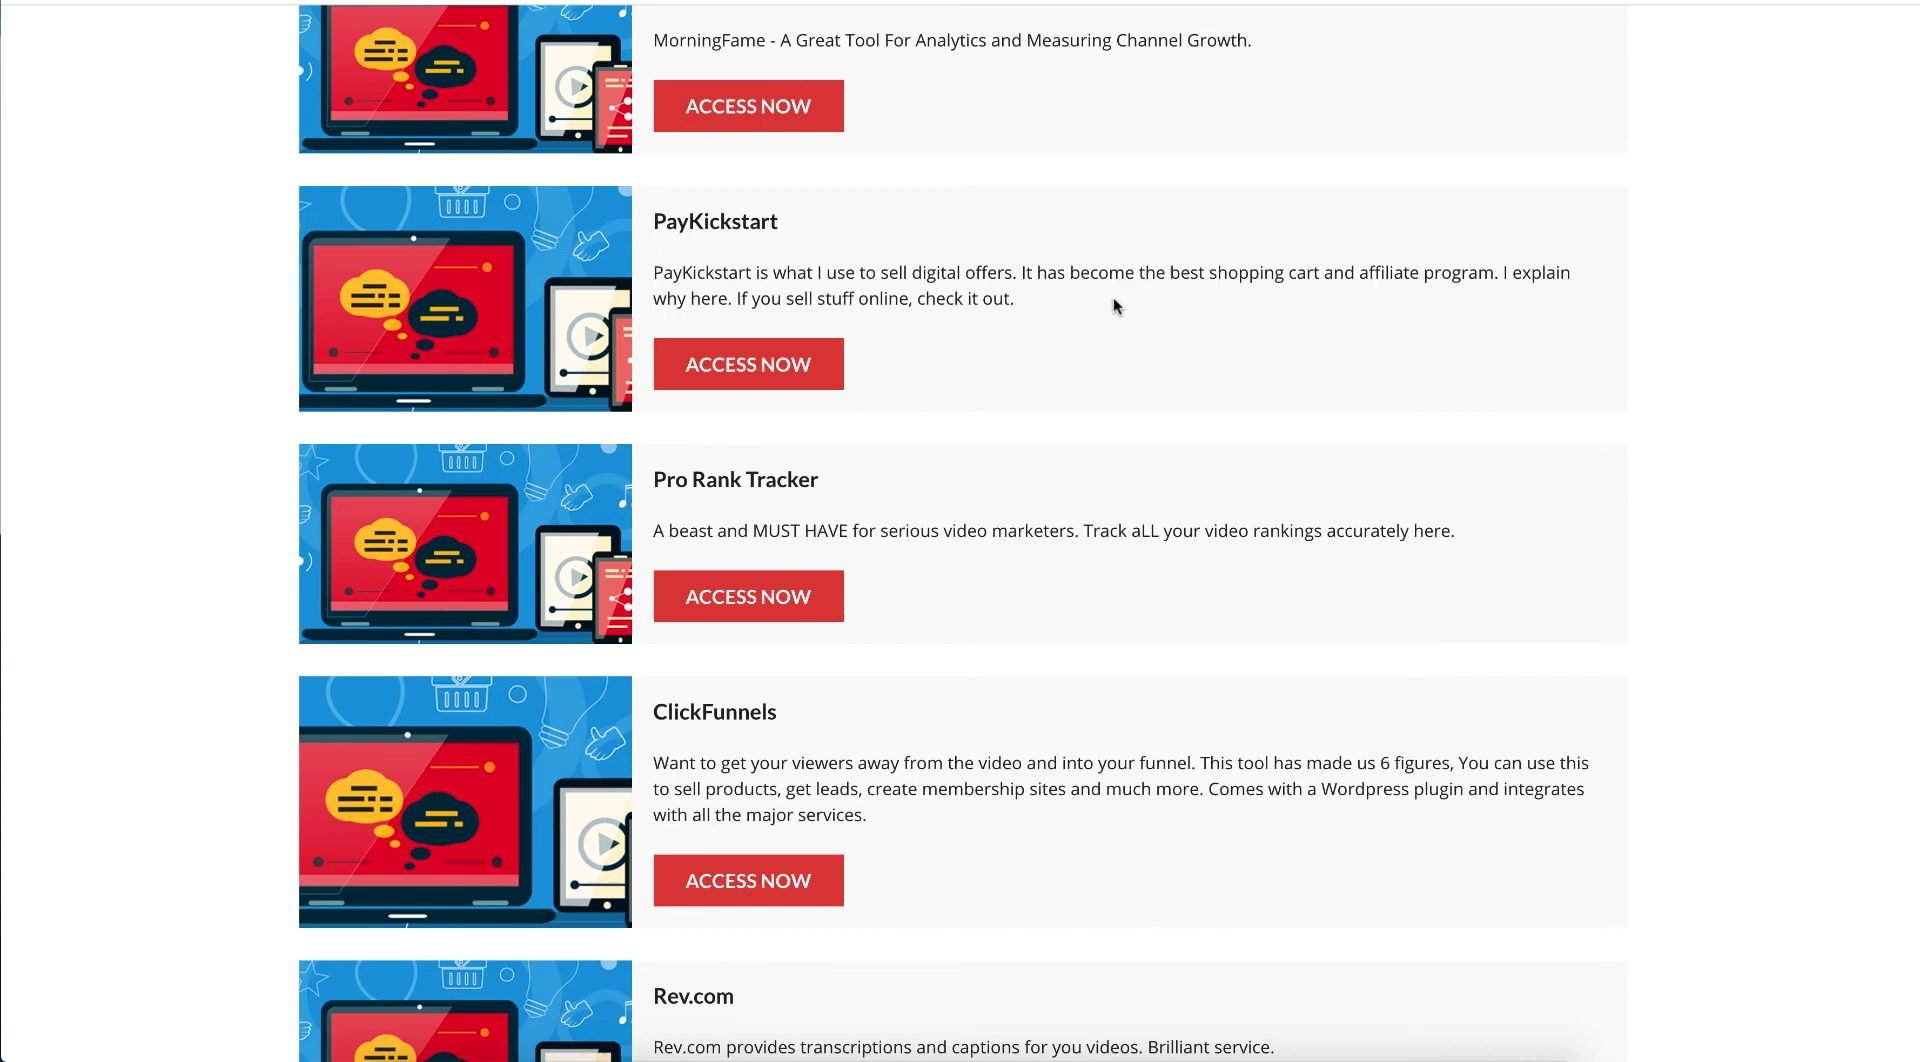 MorningFame - A Great Tool For Analytics and Measuring Channel Growth.
ACCESS NOW
PayKickstart
PayKickstart is what I use to sell digital offers. It has become the best shopping cart and affiliate program. I explain
why here. If you sell stuff online, check it out.
ACCESS NOW
Pro Rank Tracker
A beast and MUST HAVE for serious video marketers. Track aLL your video rankings accurately here.
ACCESS NOW
ClickFunnels
Want to get your viewers away from the video and into your funnel. This tool has made us 6 figures, You can use this
to sell products, get leads, create membership sites and much more. Comes with a Wordpress plugin and integrates
with all the major services.
ACCESS NOW
Rev.com
Rev.com provides transcriptions and captions for you videos. Brilliant service.